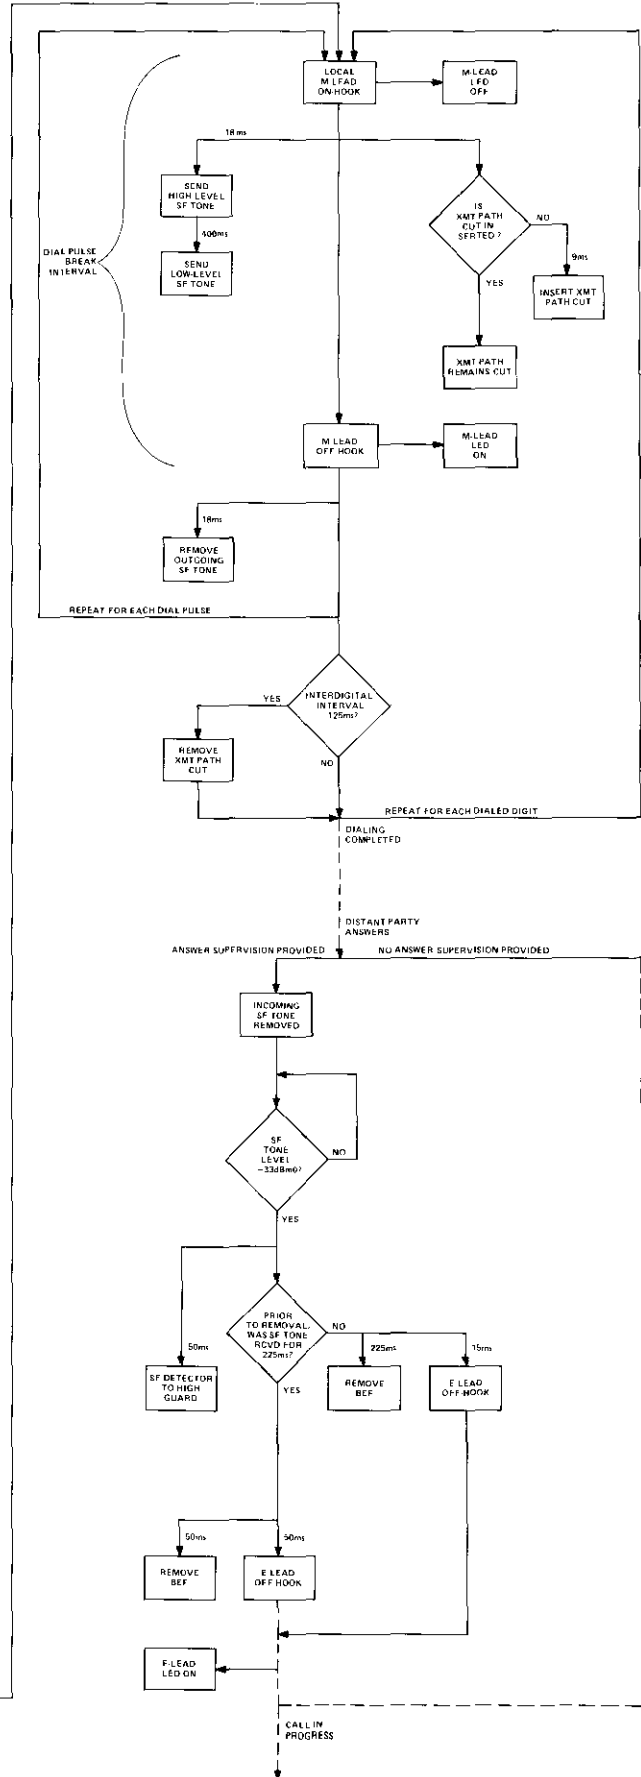 LOCAL
M-LEAD
ON-HOOK
M-LEAD
LED
OFF
18ms
SEND
HIGH LEVEL
SF TONE
400ms
SEND
LOW-LEVEL
SF TONE
DIAL PULSE
BREAK
INTERVAL
IS
XMT PATH
CUT IN
SERTED?
NO
9ms
INSERT XMT
PATH CUT
YES
XMT PATH
REMAINS CUT
M LEAD
OFF HOOK
M-LEAD
LED
ON
18ms
REMOVE
OUTGOING
SF TONE
REPEAT FOR EACH DIAL PULSE
INTERDIGITAL
INTERVAL
125ms?
YES
REMOVE
XMT PATH
CUT
NO
REPEAT FOR EACH DIALED DIGIT
DIALING
COMPLETED
DISTANT PARTY
ANSWERS
ANSWER SUPERVISION PROVIDED
NO ANSWER SUPERVISION PROVIDED
INCOMING
SF TONE
REMOVED
SF
TONE
LEVEL
-33dBm0?
NO
YES
50ms
SF DETECTOR
TO HIGH
GUARD
PRIOR
TO REMOVAL,
WAS SF TONE
RCVD FOR
225ms?
NO
225ms
REMOVE
BEF
15ms
E LEAD
OFF-HOOK
YES
50ms
REMOVE
BEF
50ms
E LEAD
OFF HOOK
E-LEAD
LED ON
CALL IN
PROGRESS